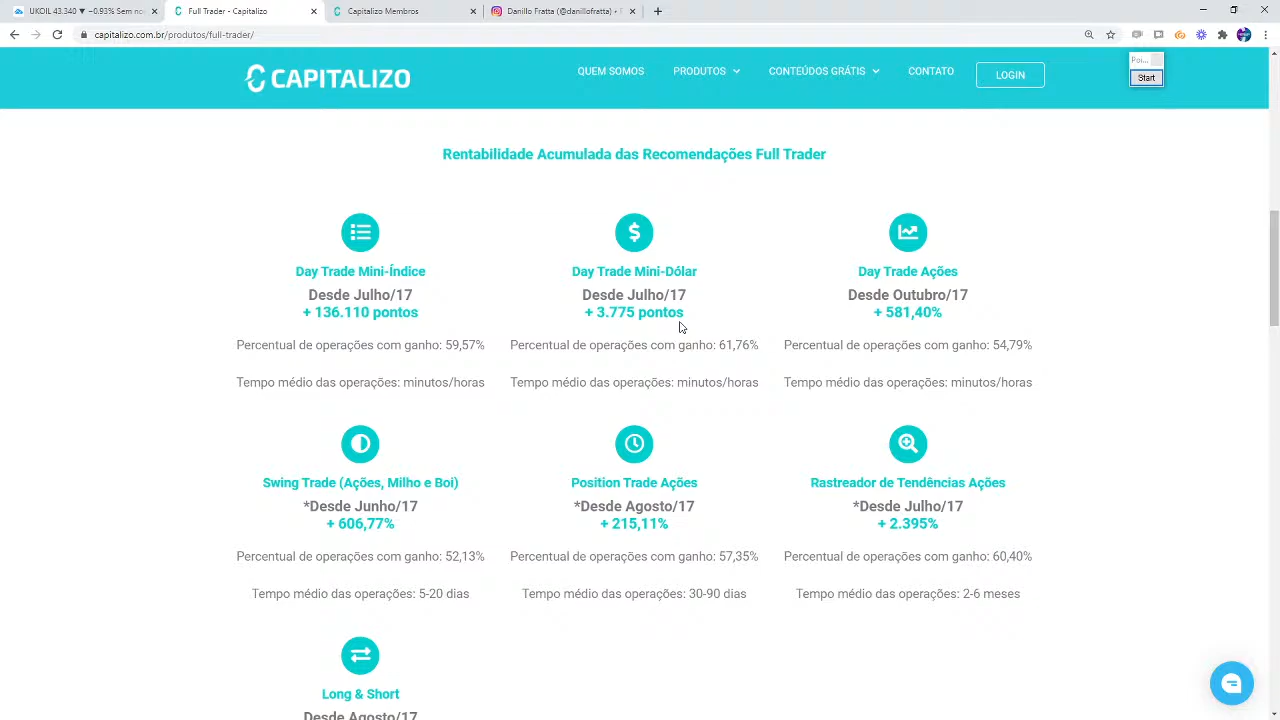 UKOIL 43.340 ▼ −0.93% Sem no
Full Trader - Capitalizo
Capitalizo Membros
Danillo Fratta (@danillofratta) •
capitalizo.com.br/produtos/full-trader/
CAPITALIZO
QUEM SOMOS
PRODUTOS
CONTEÚDOS GRÁTIS
CONTATO
LOGIN
Poi...
Start
Rentabilidade Acumulada das Recomendações Full Trader
Day Trade Mini-Índice
Desde Julho/17
+ 136.110 pontos
Percentual de operações com ganho: 59,57%
Tempo médio das operações: minutos/horas
Day Trade Mini-Dólar
Desde Julho/17
+ 3.775 pontos
Percentual de operações com ganho: 61,76%
Tempo médio das operações: minutos/horas
Day Trade Ações
Desde Outubro/17
+ 581,40%
Percentual de operações com ganho: 54,79%
Tempo médio das operações: minutos/horas
Swing Trade (Ações, Milho e Boi)
*Desde Junho/17
+ 606,77%
Percentual de operações com ganho: 52,13%
Tempo médio das operações: 5-20 dias
Position Trade Ações
*Desde Agosto/17
+ 215,11%
Percentual de operações com ganho: 57,35%
Tempo médio das operações: 30-90 dias
Rastreador de Tendências Ações
*Desde Julho/17
+ 2.395%
Percentual de operações com ganho: 60,40%
Tempo médio das operações: 2-6 meses
Long & Short
Desde Agosto/17